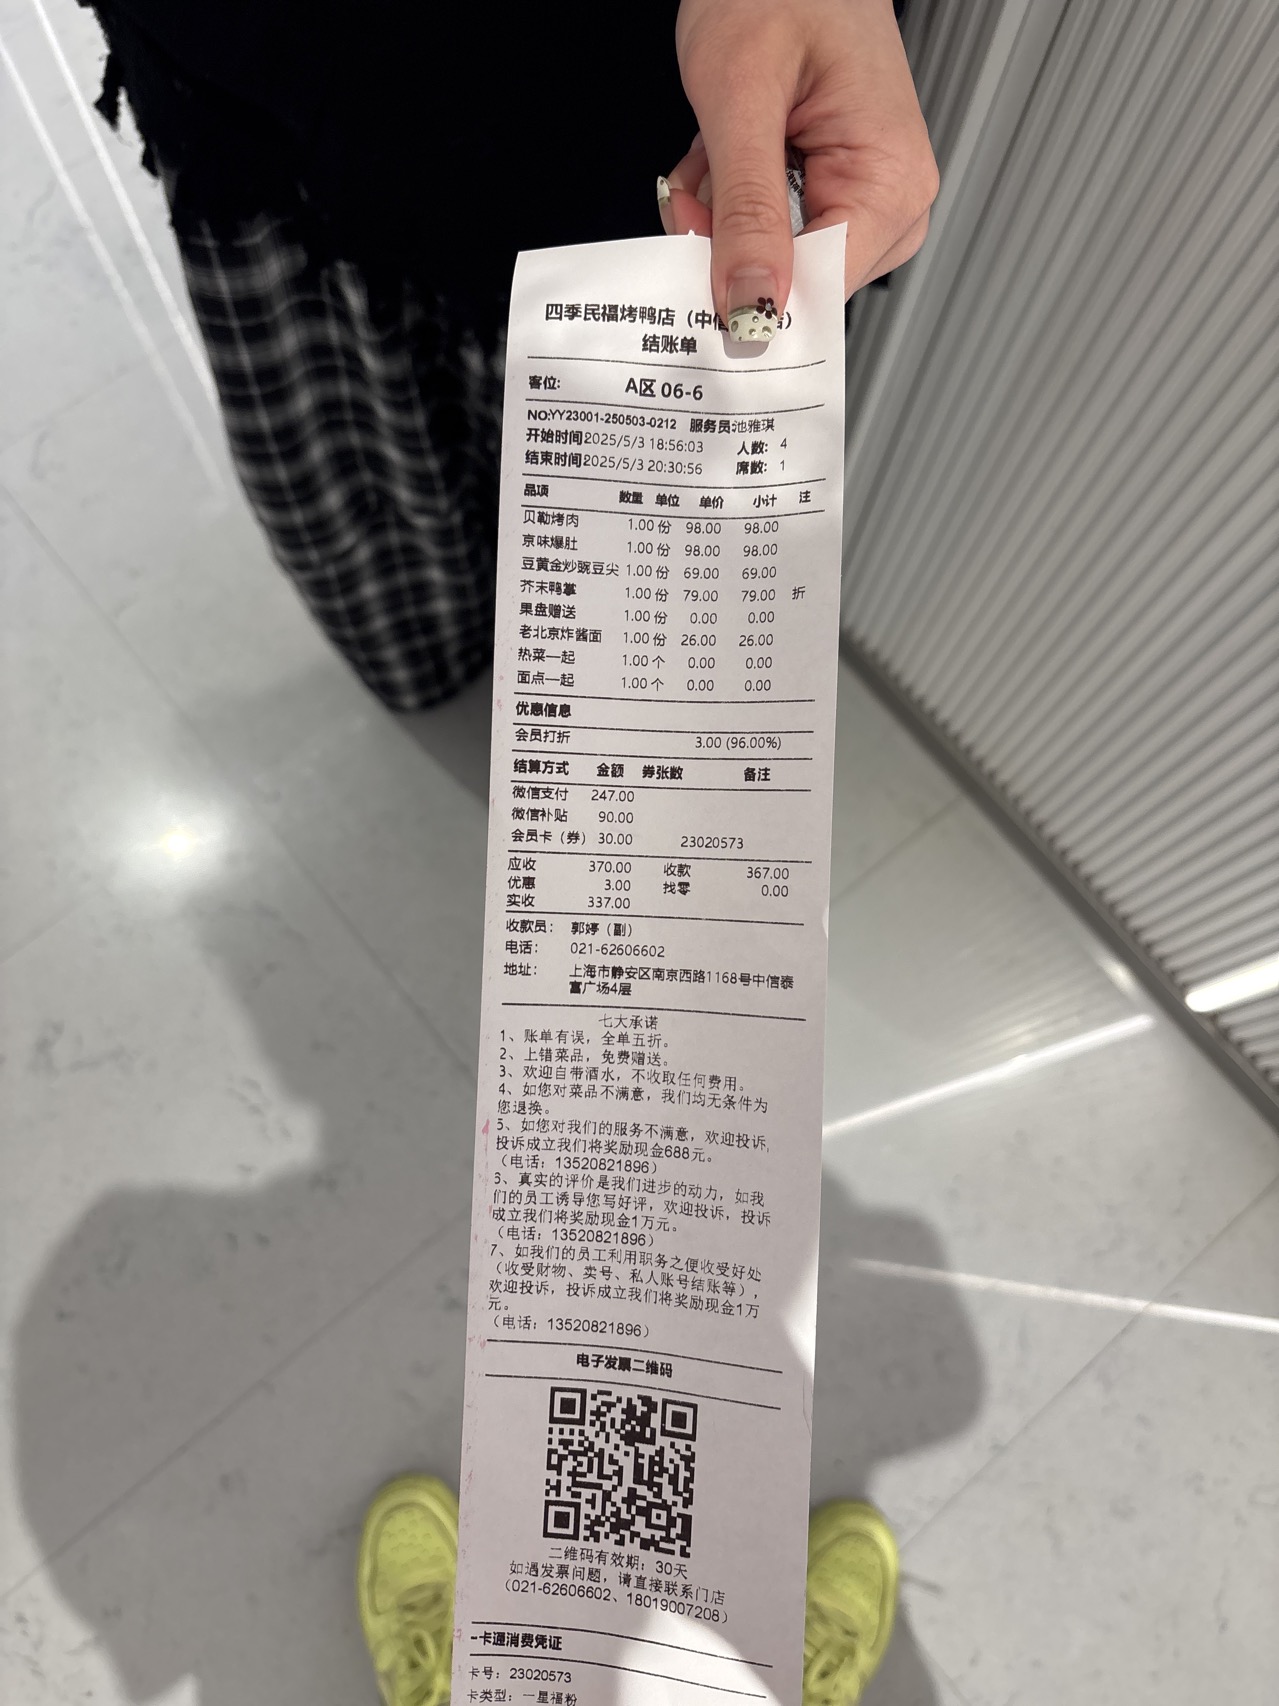 四季民福烤鸭店（中信
结账单
客位: A区 06-6
NO:YY23001-250503-0212 服务员:池雅琪
开始时间2025/5/3 18:56:03 人数: 4
结束时间2025/5/3 20:30:56 席数: 1
品项 数量 单位 单价 小计 注
贝勒烤肉 1.00 份 98.00 98.00
京味爆肚 1.00 份 98.00 98.00
豆黄金炒豌豆尖 1.00 份 69.00 69.00
芥末鸭掌 1.00 份 79.00 79.00 折
果盘赠送 1.00 份 0.00 0.00
老北京炸酱面 1.00 份 26.00 26.00
热菜一起 1.00 个 0.00 0.00
面点一起 1.00 个 0.00 0.00
优惠信息
会员打折 3.00 (96.00%)
结算方式 金额 券张数 备注
微信支付 247.00
微信补贴 90.00
会员卡（券） 30.00 23020573
应收 370.00 收款 367.00
优惠 3.00 找零 0.00
实收 337.00
收款员: 郭婷（副）
电话: 021-62606602
地址: 上海市静安区南京西路1168号中信泰
富广场4层
七大承诺
1、账单有误，全单五折。
2、上错菜品，免费赠送。
3、欢迎自带酒水，不收取任何费用。
4、如您对菜品不满意，我们均无条件为
您退换。
5、如您对我们的服务不满意，欢迎投诉，
投诉成立我们将奖励现金688元。
（电话：13520821896）
6、真实的评价是我们进步的动力，如我
们的员工诱导您写好评，欢迎投诉，投诉
成立我们将奖励现金1万元。
（电话：13520821896）
7、如我们的员工利用职务之便收受好处
（收受财物、卖号、私人账号结账等），
欢迎投诉，投诉成立我们将奖励现金1万
元。
（电话：13520821896）
电子发票二维码
二维码有效期：30天
如遇发票问题，请直接联系门店
（021-62606602、18019007208）
一卡通消费凭证
卡号：23020573
卡类型：一星福粉